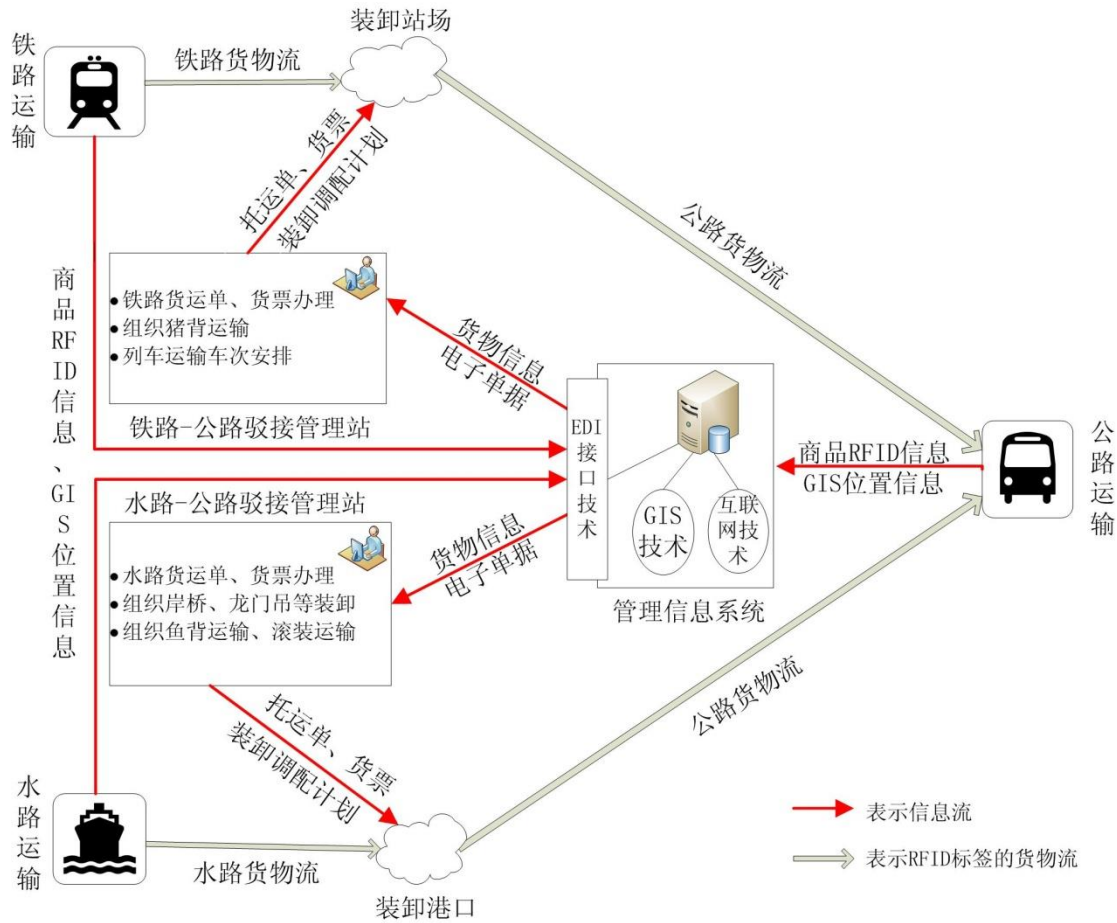 装卸站场
铁路运输
铁路货物流
托运单、货票
装卸调配计划
公路货物流
商品RFID信息、GIS位置信息
• 铁路货运单、货票办理
• 组织猪背运输
• 列车运输车次安排
铁路-公路驳接管理站
货物信息
电子单据
EDI接口技术
GIS
技术
互联
网技
术
管理信息系统
商品RFID信息
GIS位置信息
公路运输
水路-公路驳接管理站
• 水路货运单、货票办理
• 组织岸桥、龙门吊等装卸
• 组织鱼背运输、滚装运输
货物信息
电子单据
托运单、货票
装卸调配计划
公路货物流
水路运输
水路货物流
装卸港口
表示信息流
表示RFID标签的货物流